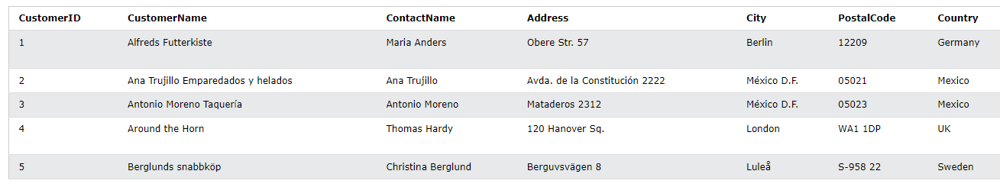 CustomerID CustomerName ContactName Address City PostalCode Country
1 Alfreds Futterkiste Maria Anders Obere Str. 57 Berlin 12209 Germany
2 Ana Trujillo Emparedados y helados Ana Trujillo Avda. de la Constitución 2222 México D.F. 05021 Mexico
3 Antonio Moreno Taquería Antonio Moreno Mataderos 2312 México D.F. 05023 Mexico
4 Around the Horn Thomas Hardy 120 Hanover Sq. London WA1 1DP UK
5 Berglunds snabbköp Christina Berglund Berguvsvägen 8 Luleå S-958 22 Sweden